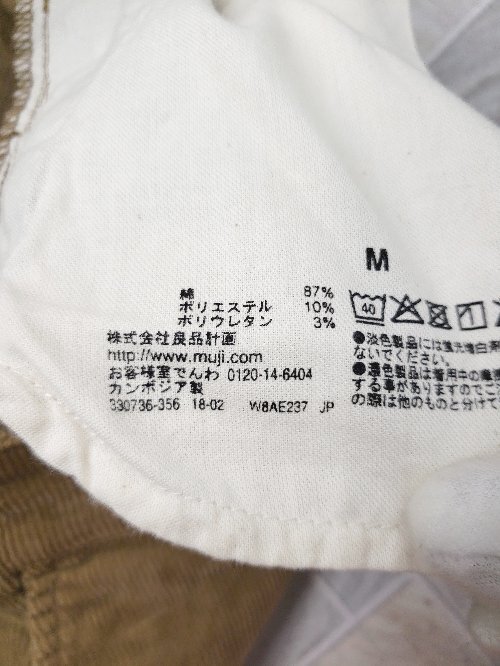 M
綿 87%
ポリエステル 10%
ポリウレタン 3%
株式会社良品計画
http://www.muji.com
お客様室でんわ 0120-14-6404
カンボジア製
330736-356 18-02 W8AE237 JP
40
●淡色製品には蛍光増白
ないでください。
●濃色製品は着用中の摩
する事がありますのでご
の際は他のものと分けて